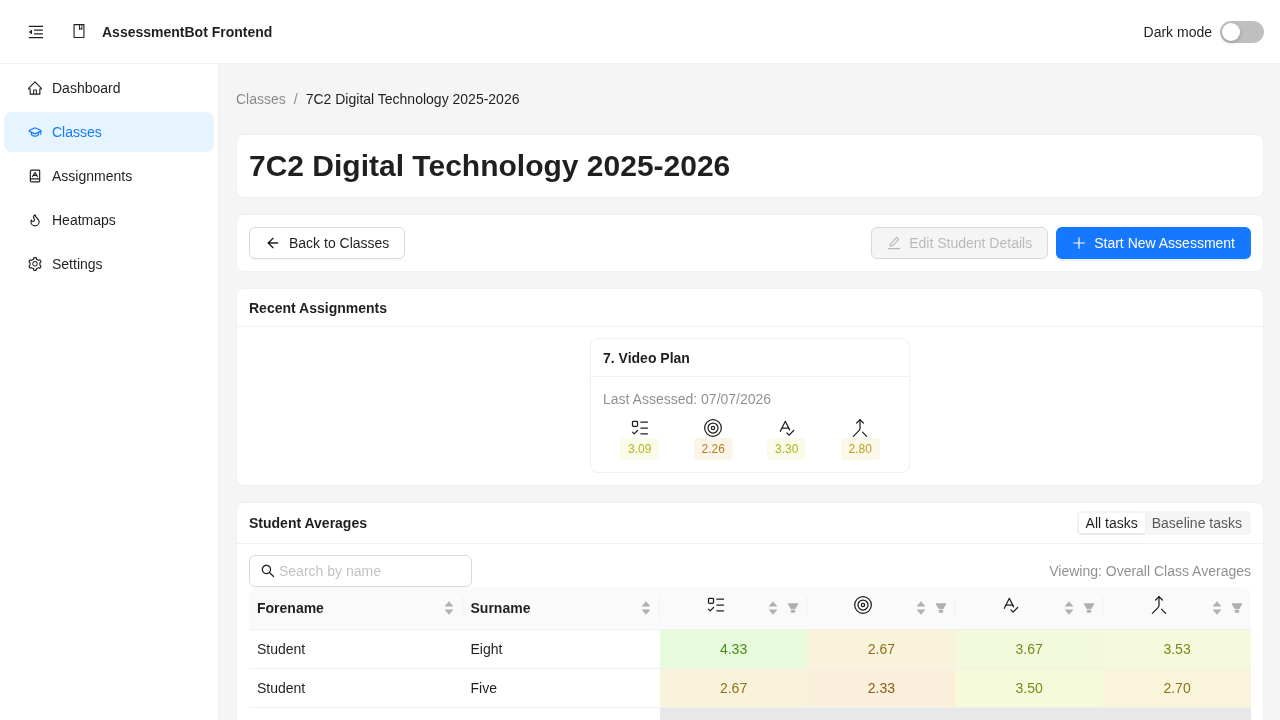 AssessmentBot Frontend
Dark mode
Dashboard
Classes
Assignments
Heatmaps
Settings
Classes / 7C2 Digital Technology 2025-2026
7C2 Digital Technology 2025-2026
Back to Classes
Edit Student Details
Start New Assessment
Recent Assignments
7. Video Plan
Last Assessed: 07/07/2026
3.09 2.26 3.30 2.80
Student Averages
All tasks Baseline tasks
Search by name
Viewing: Overall Class Averages
Forename Surname
Student Eight 4.33 2.67 3.67 3.53
Student Five 2.67 2.33 3.50 2.70